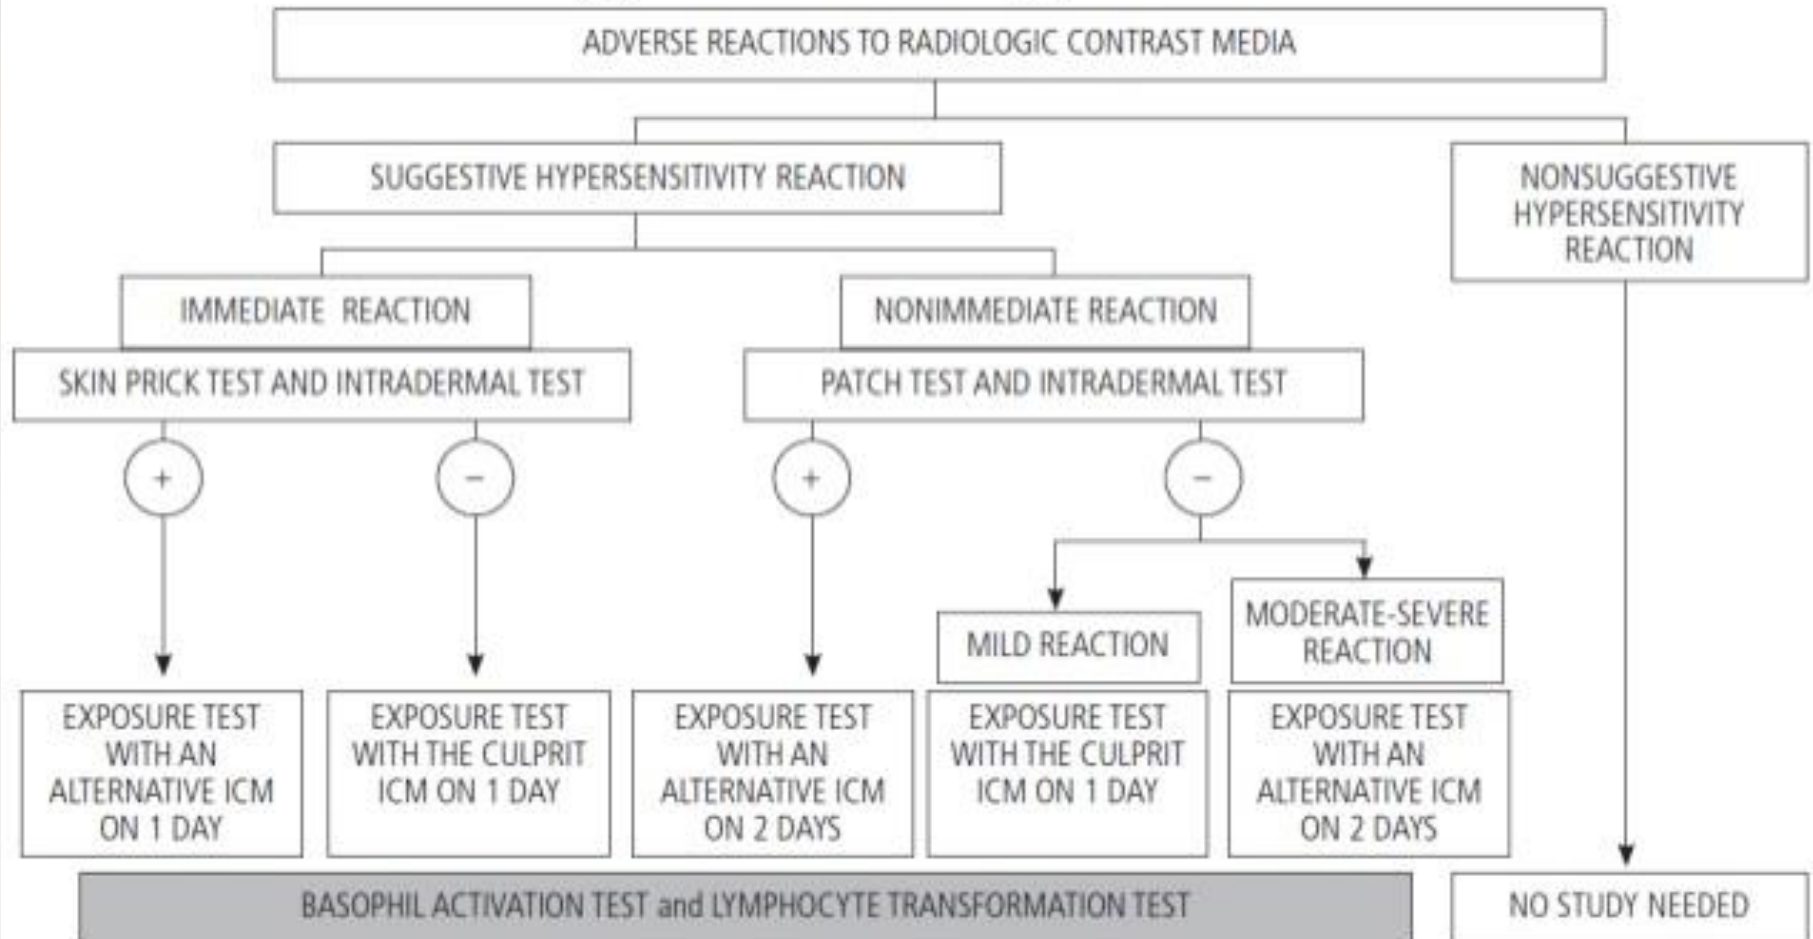 ADVERSE REACTIONS TO RADIOLOGIC CONTRAST MEDIA
SUGGESTIVE HYPERSENSITIVITY REACTION
NONSUGGESTIVE
HYPERSENSITIVITY
REACTION
IMMEDIATE REACTION
NONIMMEDIATE REACTION
SKIN PRICK TEST AND INTRADERMAL TEST
PATCH TEST AND INTRADERMAL TEST
+
−
+
−
MILD REACTION
MODERATE-SEVERE
REACTION
EXPOSURE TEST
WITH AN
ALTERNATIVE ICM
ON 1 DAY
EXPOSURE TEST
WITH THE CULPRIT
ICM ON 1 DAY
EXPOSURE TEST
WITH AN
ALTERNATIVE ICM
ON 2 DAYS
EXPOSURE TEST
WITH THE CULPRIT
ICM ON 1 DAY
EXPOSURE TEST
WITH AN
ALTERNATIVE ICM
ON 2 DAYS
BASOPHIL ACTIVATION TEST and LYMPHOCYTE TRANSFORMATION TEST
NO STUDY NEEDED